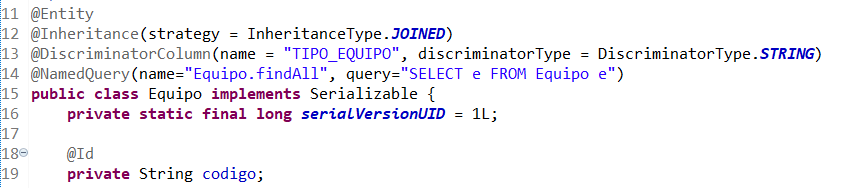 11 @Entity
12 @Inheritance(strategy = InheritanceType.JOINED)
13 @DiscriminatorColumn(name = "TIPO_EQUIPO", discriminatorType = DiscriminatorType.STRING)
14 @NamedQuery(name="Equipo.findAll", query="SELECT e FROM Equipo e")
15 public class Equipo implements Serializable {
16     private static final long serialVersionUID = 1L;
17
18     @Id
19     private String codigo;